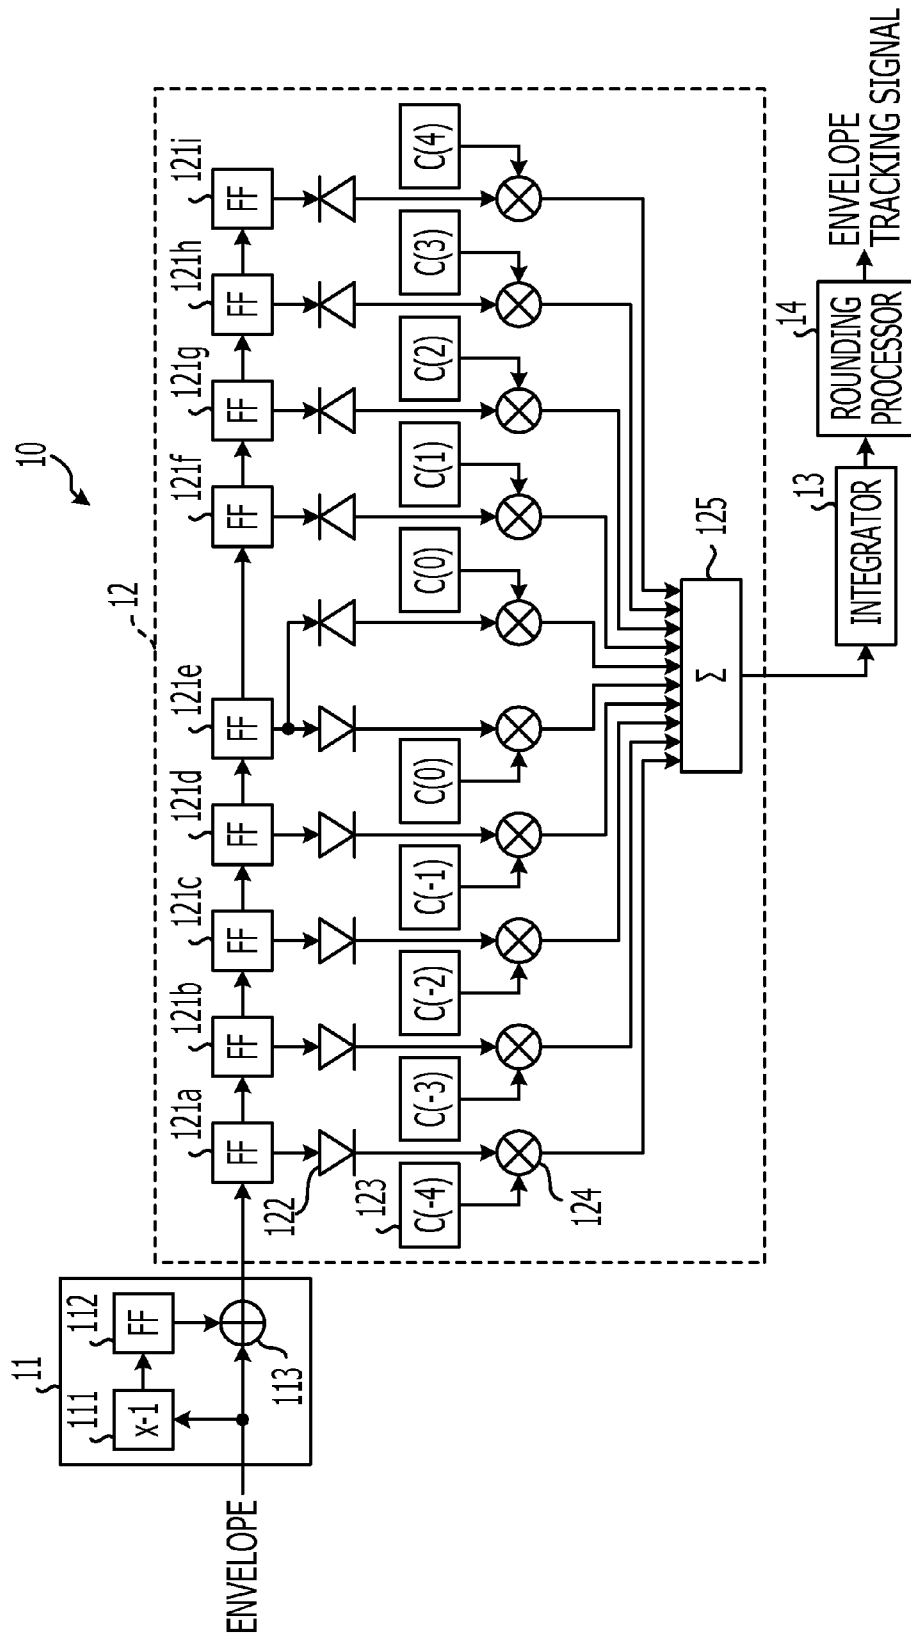 10
11
111
x-1
112
FF
113
ENVELOPE
12
121a
121b
121c
121d
121e
121f
121g
121h
121i
FF
FF
FF
FF
FF
FF
FF
FF
FF
122
123
C(-4)
C(-3)
C(-2)
C(-1)
C(0)
C(0)
C(1)
C(2)
C(3)
C(4)
124
125
Σ
13
INTEGRATOR
14
ROUNDING
PROCESSOR
ENVELOPE
TRACKING SIGNAL